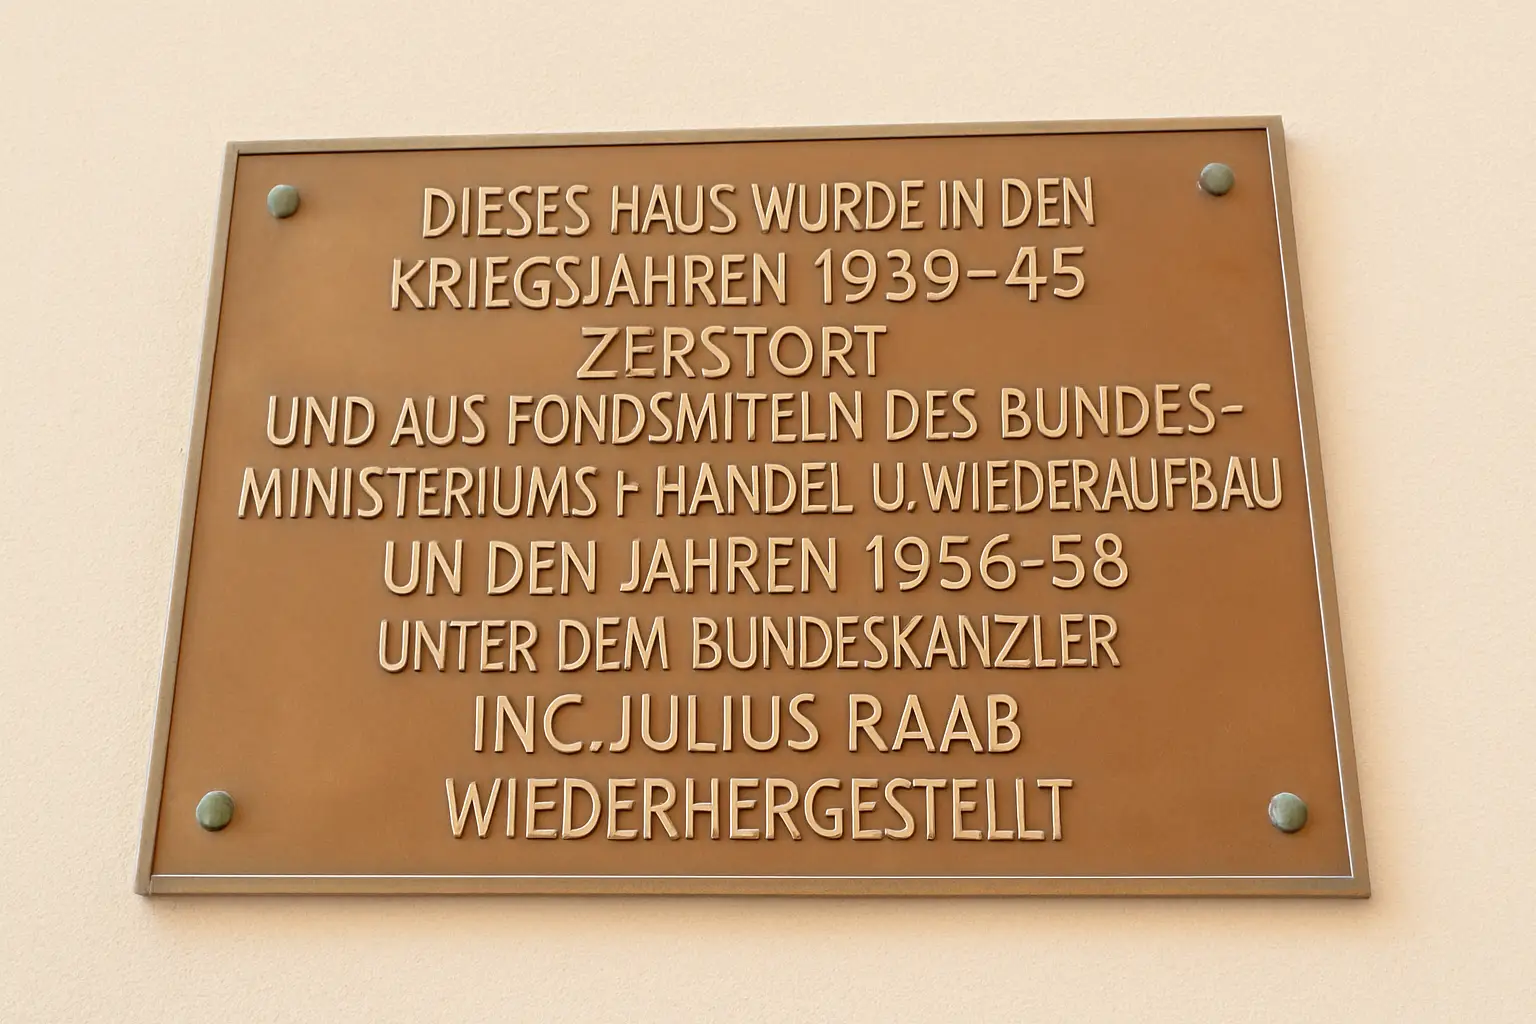 DIESES HAUS WURDE IN DEN
KRIEGSJAHREN 1939-45
ZERSTORT
UND AUS FONDSMITELN DES BUNDES-
MINISTERIUMS HANDEL U. WIEDERAUFBAU
UN DEN JAHREN 1956-58
UNTER DEM BUNDESKANZLER
INC. JULIUS RAAB
WIEDERHERGESTELLT